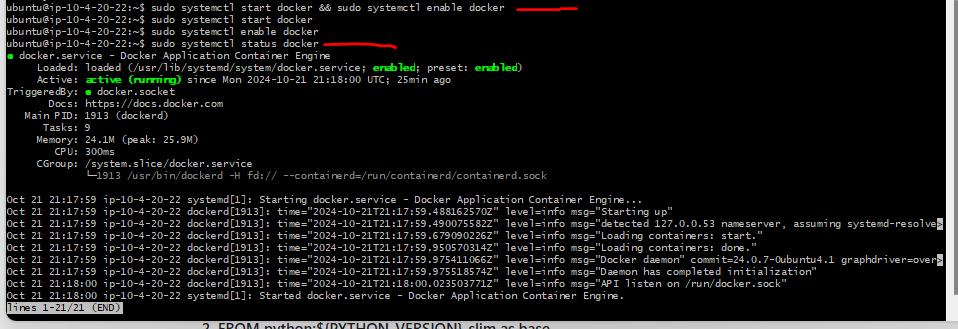 ubuntu@ip-10-4-20-22:~$ sudo systemctl start docker && sudo systemctl enable docker
ubuntu@ip-10-4-20-22:~$ sudo systemctl start docker
ubuntu@ip-10-4-20-22:~$ sudo systemctl enable docker
ubuntu@ip-10-4-20-22:~$ sudo systemctl status docker
● docker.service - Docker Application Container Engine
Loaded: loaded (/usr/lib/systemd/system/docker.service; enabled; preset: enabled)
Active: active (running) since Mon 2024-10-21 21:18:00 UTC; 25min ago
TriggeredBy: ● docker.socket
Docs: https://docs.docker.com
Main PID: 1913 (dockerd)
Tasks: 9
Memory: 24.1M (peak: 25.9M)
CPU: 300ms
CGroup: /system.slice/docker.service
└─1913 /usr/bin/dockerd -H fd:// --containerd=/run/containerd/containerd.sock
Oct 21 21:17:59 ip-10-4-20-22 systemd[1]: Starting docker.service - Docker Application Container Engine...
Oct 21 21:17:59 ip-10-4-20-22 dockerd[1913]: time="2024-10-21T21:17:59.488162570Z" level=info msg="Starting up"
Oct 21 21:17:59 ip-10-4-20-22 dockerd[1913]: time="2024-10-21T21:17:59.490075582Z" level=info msg="detected 127.0.0.53 nameserver, assuming systemd-resolve>
Oct 21 21:17:59 ip-10-4-20-22 dockerd[1913]: time="2024-10-21T21:17:59.679090226Z" level=info msg="Loading containers: start."
Oct 21 21:17:59 ip-10-4-20-22 dockerd[1913]: time="2024-10-21T21:17:59.950570314Z" level=info msg="Loading containers: done."
Oct 21 21:17:59 ip-10-4-20-22 dockerd[1913]: time="2024-10-21T21:17:59.975411066Z" level=info msg="Docker daemon" commit=24.0.7-0ubuntu4.1 graphdriver=over>
Oct 21 21:17:59 ip-10-4-20-22 dockerd[1913]: time="2024-10-21T21:17:59.975518574Z" level=info msg="Daemon has completed initialization"
Oct 21 21:18:00 ip-10-4-20-22 dockerd[1913]: time="2024-10-21T21:18:00.023503771Z" level=info msg="API listen on /run/docker.sock"
Oct 21 21:18:00 ip-10-4-20-22 systemd[1]: Started docker.service - Docker Application Container Engine.
lines 1-21/21 (END)
2. FROM python:${PYTHON_VERSION}-slim as base